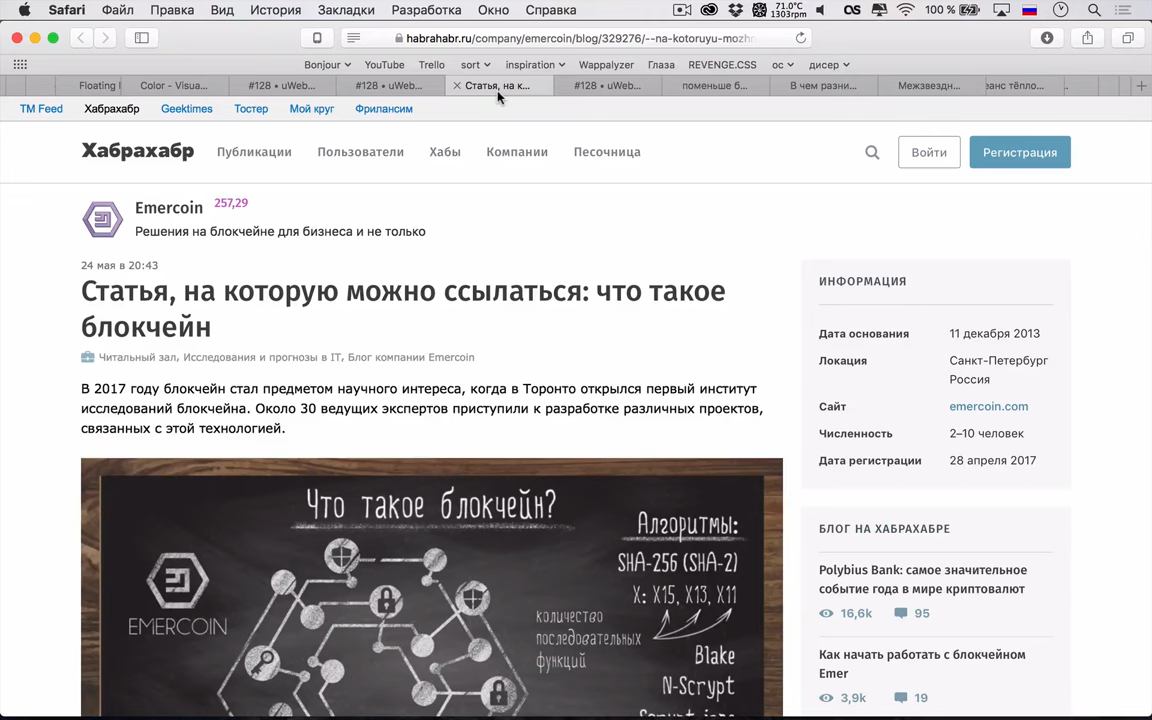 Safari Файл Правка Вид История Закладки Разработка Окно Справка 71.0°C 1303rpm 100 %
habrahabr.ru/company/emercoin/blog/329276/--na-kotoruyu-mozhn
Bonjour YouTube Trello sort inspiration Wappalyzer Глаза REVENGE.CSS ос дисер
Floating Color - Visua... #128 • uWeb... #128 • uWeb... Статья, на к... #128 • uWeb... поменьше б... В чем разни... Межзвездн... анс тёпло...
TM Feed Хабрахабр Geektimes Тостер Мой круг Фрилансим
Хабрахабр Публикации Пользователи Хабы Компании Песочница Войти Регистрация
Emercoin 257,29
Решения на блокчейне для бизнеса и не только
24 мая в 20:43
Статья, на которую можно ссылаться: что такое
блокчейн
Читальный зал, Исследования и прогнозы в IT, Блог компании Emercoin
В 2017 году блокчейн стал предметом научного интереса, когда в Торонто открылся первый институт
исследований блокчейна. Около 30 ведущих экспертов приступили к разработке различных проектов,
связанных с этой технологией.
Что такое блокчейн?
EMERCOIN
Алгоритмы:
SHA-256 (SHA-2)
X: X15, X13, X11
количество
последовательных
функций
Blake
N-Scrypt
ИНФОРМАЦИЯ
Дата основания 11 декабря 2013
Локация Санкт-Петербург
Россия
Сайт emercoin.com
Численность 2–10 человек
Дата регистрации 28 апреля 2017
БЛОГ НА ХАБРАХАБРЕ
Polybius Bank: самое значительное
событие года в мире криптовалют
16,6k 95
Как начать работать с блокчейном
Emer
3,9k 19